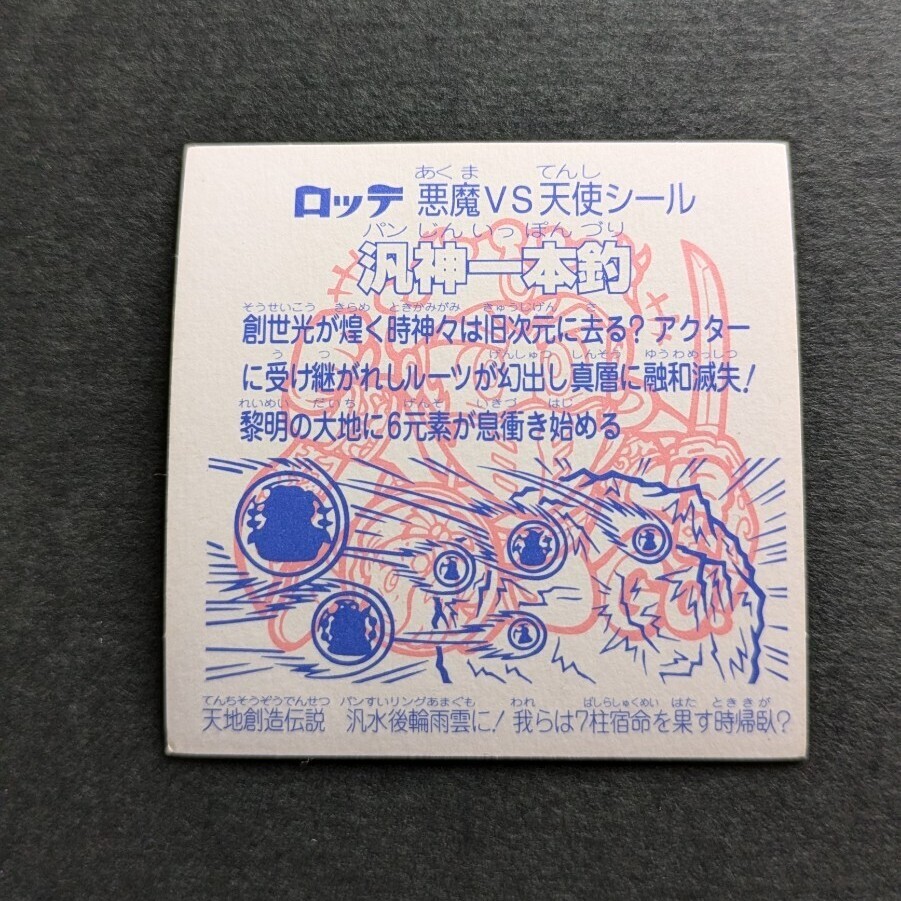 あくま てんし
ロッテ 悪魔VS天使シール
パンじんいっぽんづり
汎神一本釣
そうせいこう きらめ ときかみがみ きゅうじげん さ
創世光が煌く時神々は旧次元に去る? アクター
う つ げんしゅつ しんそう ゆうわめっしつ
に受け継がれしルーツが幻出し真層に融和滅失!
れいめい だいち げんそ いきづ はじ
黎明の大地に6元素が息衝き始める
てんちそうぞうでんせつ パンすいリングあまぐも われ ばしらしゅくめい はた とききが
天地創造伝説 汎水後輪雨雲に! 我らは7柱宿命を果す時帰臥?